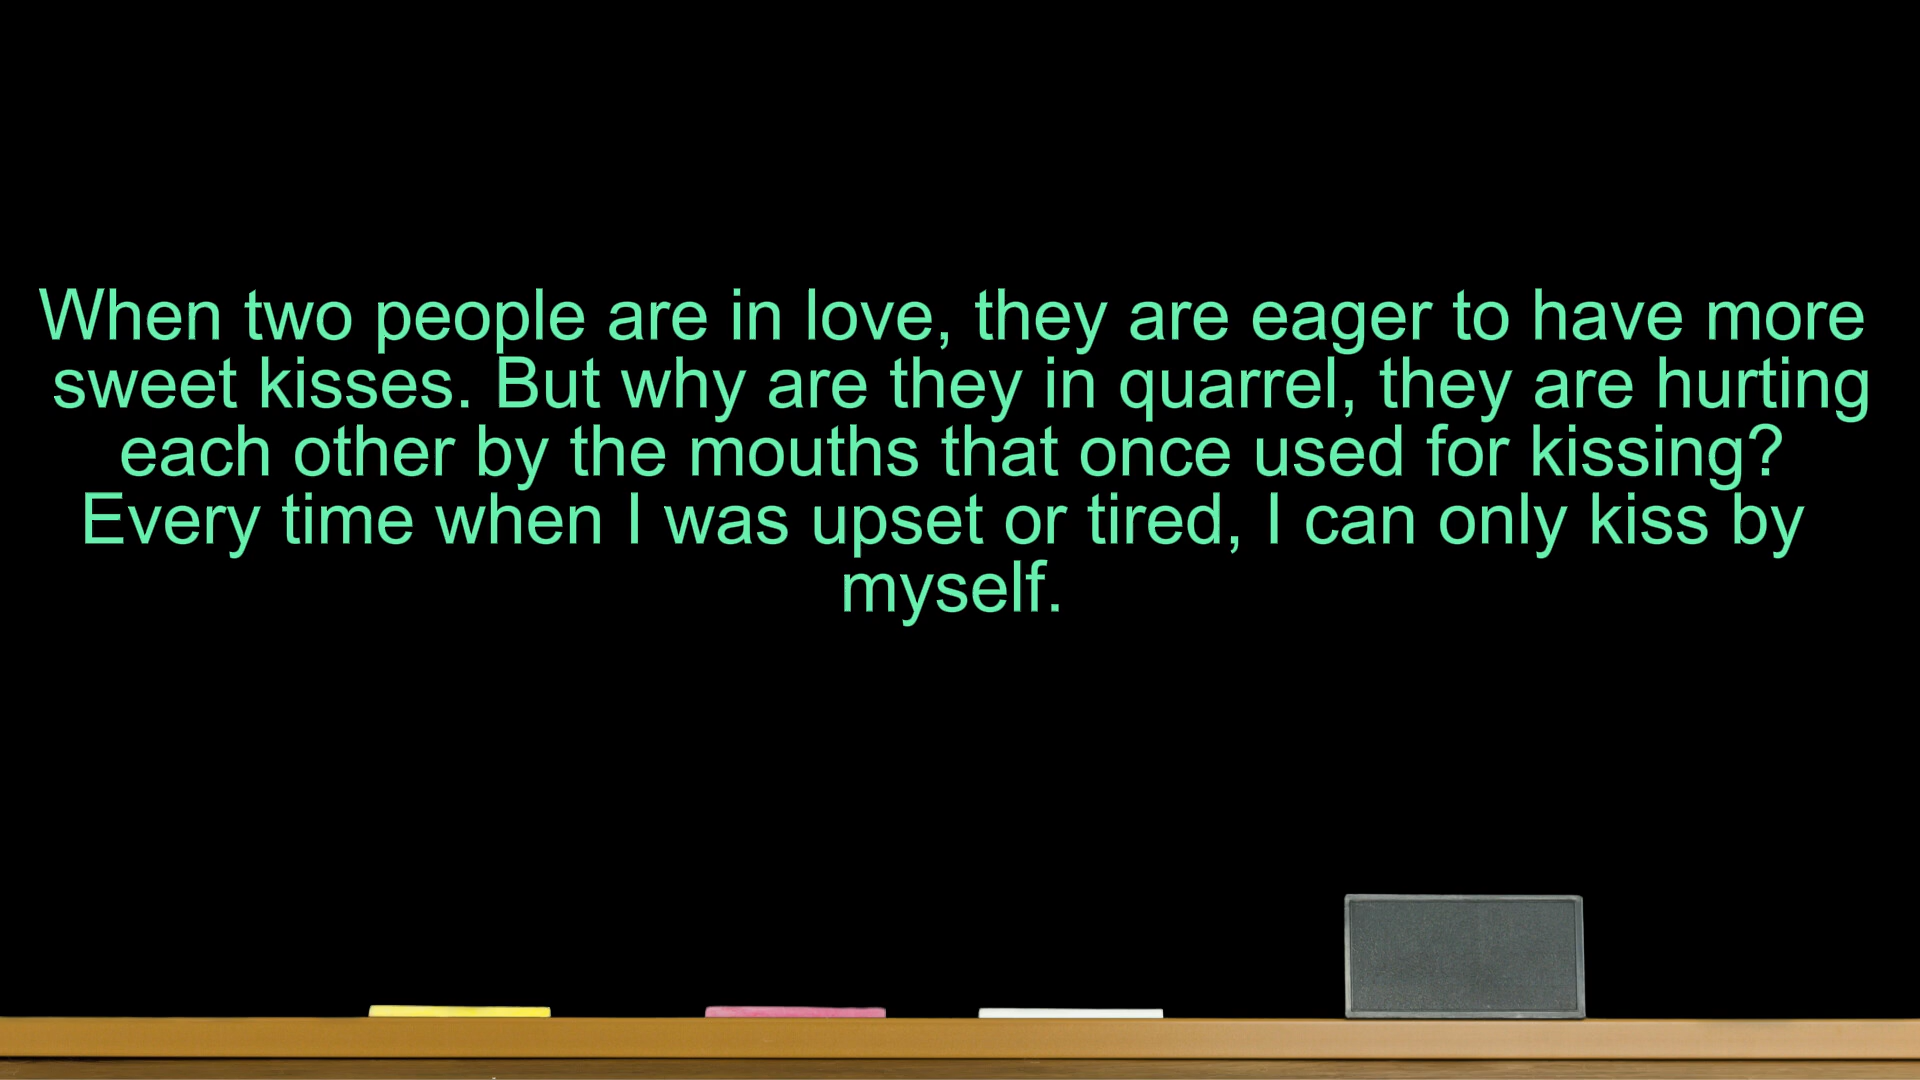 When two people are in love, they are eager to have more
sweet kisses. But why are they in quarrel, they are hurting
each other by the mouths that once used for kissing?
Every time when I was upset or tired, I can only kiss by
myself.